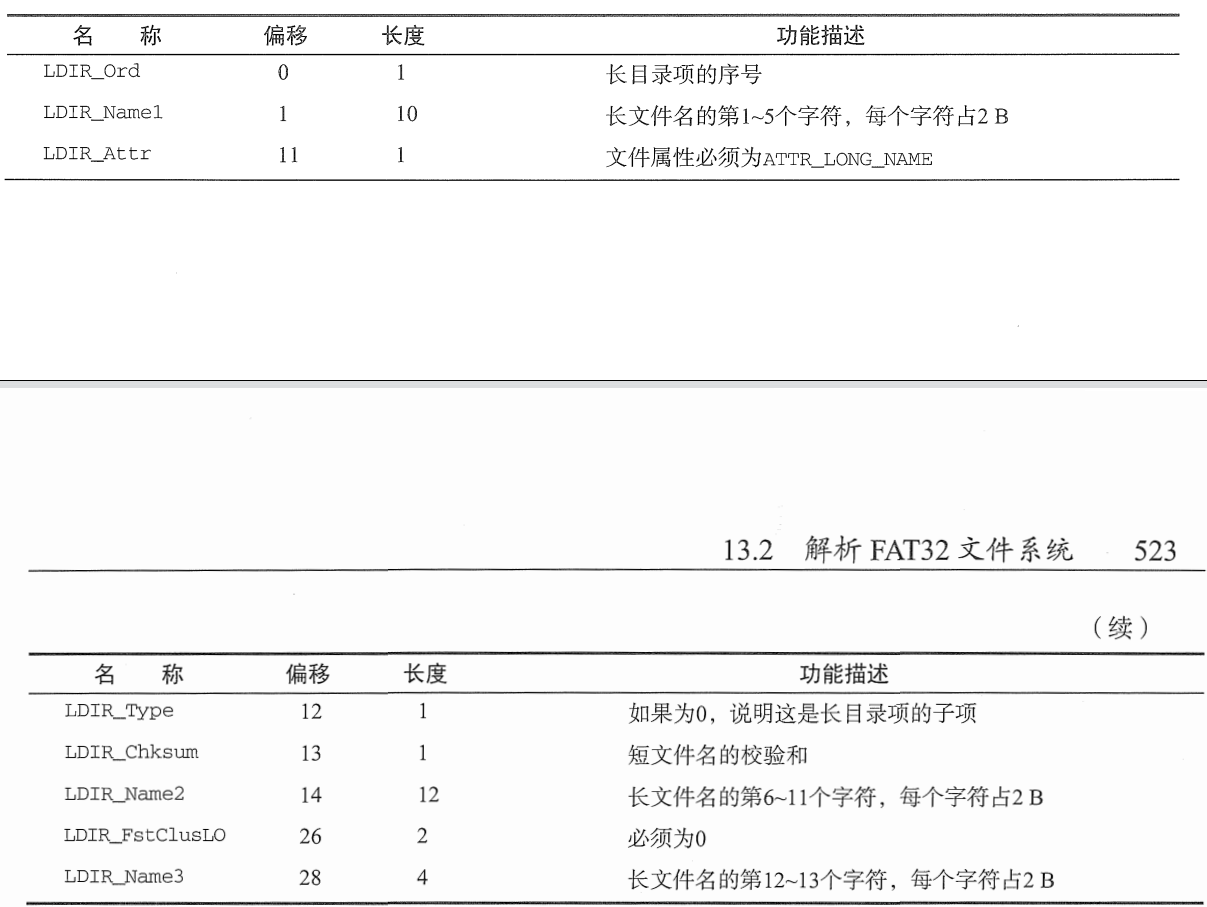 名 称 偏移 长度 功能描述
LDIR_Ord 0 1 长目录项的序号
LDIR_Name1 1 10 长文件名的第1~5个字符，每个字符占2 B
LDIR_Attr 11 1 文件属性必须为ATTR_LONG_NAME
13.2 解析 FAT32 文件系统 523
（续）
名 称 偏移 长度 功能描述
LDIR_Type 12 1 如果为0，说明这是长目录项的子项
LDIR_Chksum 13 1 短文件名的校验和
LDIR_Name2 14 12 长文件名的第6~11个字符，每个字符占2 B
LDIR_FstClusLO 26 2 必须为0
LDIR_Name3 28 4 长文件名的第12~13个字符，每个字符占2 B